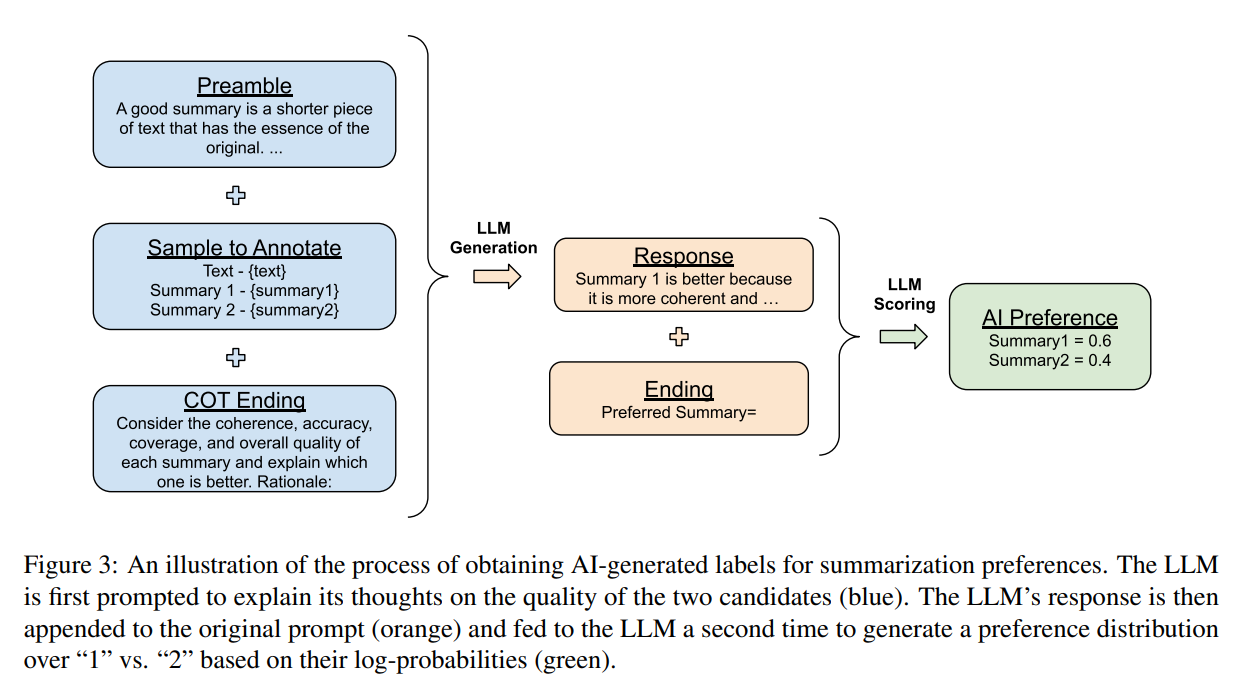 Preamble
A good summary is a shorter piece
of text that has the essence of the
original. ...
Sample to Annotate
Text - {text}
Summary 1 - {summary1}
Summary 2 - {summary2}
COT Ending
Consider the coherence, accuracy,
coverage, and overall quality of
each summary and explain which
one is better. Rationale:
LLM
Generation
Response
Summary 1 is better because
it is more coherent and ...
Ending
Preferred Summary=
LLM
Scoring
AI Preference
Summary1 = 0.6
Summary2 = 0.4
Figure 3: An illustration of the process of obtaining AI-generated labels for summarization preferences. The LLM
is first prompted to explain its thoughts on the quality of the two candidates (blue). The LLM’s response is then
appended to the original prompt (orange) and fed to the LLM a second time to generate a preference distribution
over “1” vs. “2” based on their log-probabilities (green).